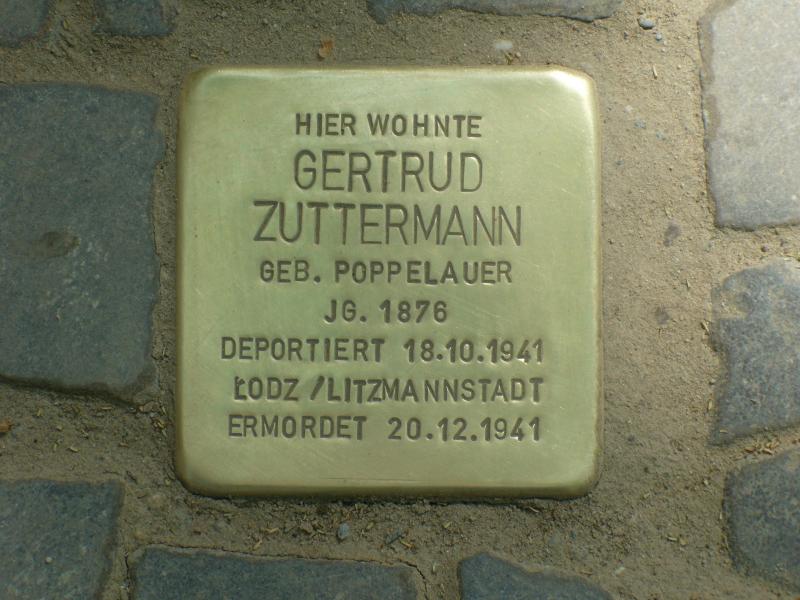 HIER WOHNTE
GERTRUD
ZUTTERMANN
GEB. POPPELAUER
JG. 1876
DEPORTIERT 18.10.1941
ŁODZ / LITZMANNSTADT
ERMORDET 20.12.1941